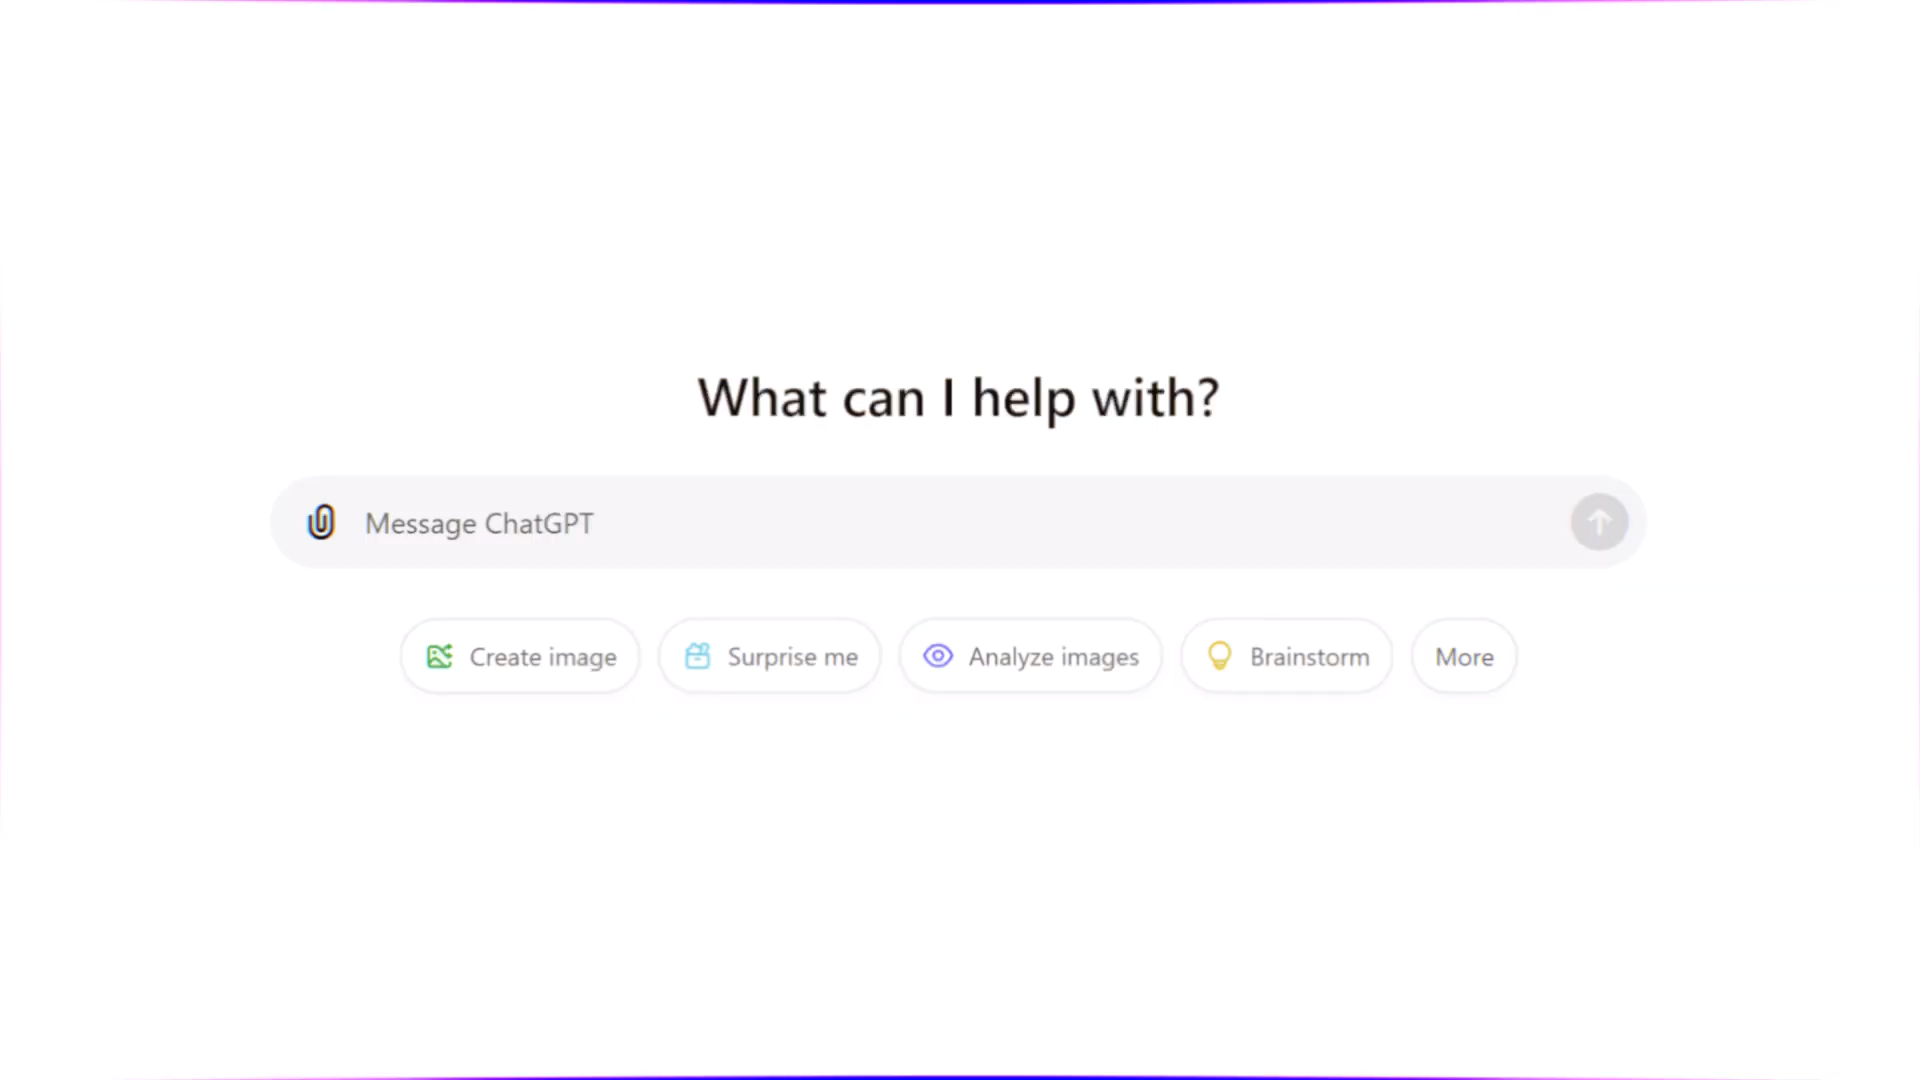 What can I help with?
Message ChatGPT
Create image
Surprise me
Analyze images
Brainstorm
More